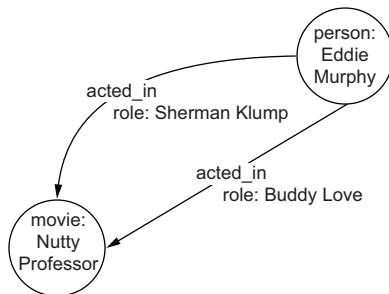 person:
Eddie
Murphy
acted_in
role: Sherman Klump
acted_in
role: Buddy Love
movie:
Nutty
Professor